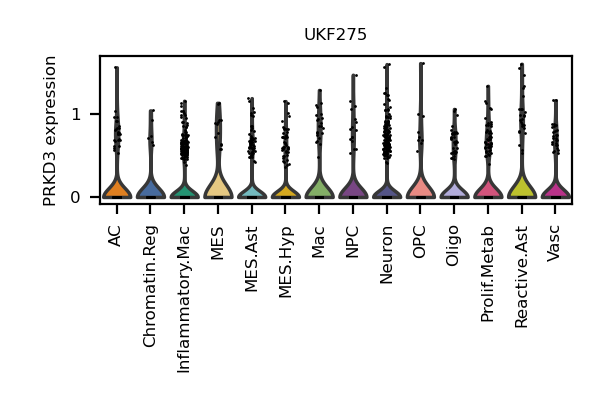 UKF275
PRKD3 expression
1
0
AC
Chromatin.Reg
Inflammatory.Mac
MES
MES.Ast
MES.Hyp
Mac
NPC
Neuron
OPC
Oligo
Prolif.Metab
Reactive.Ast
Vasc